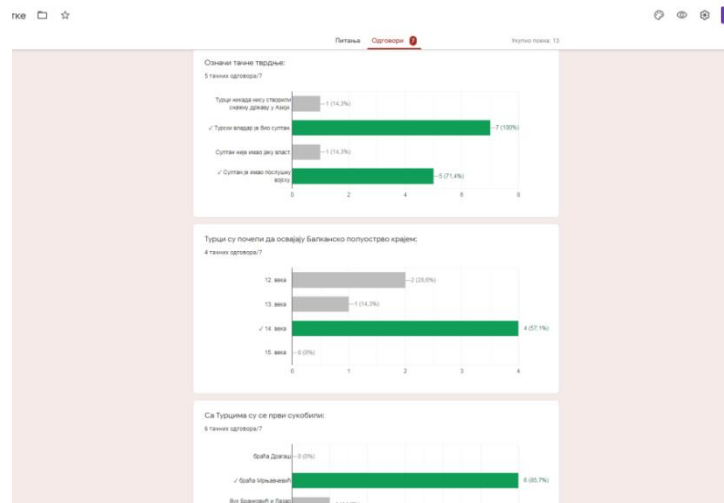 тке
Питања Одговори 7 Укупно поена: 13
Означи тачне тврдње:
5 тачних одговора/7
Турци никада нису створили
снажну државу у Азији.
1 (14,3%)
✓ Турски владар је био султан.
7 (100%)
Султан није имао јаку власт.
1 (14,3%)
✓ Султан је имао послушну
војску.
5 (71,4%)
0 2 4 6 8
Турци су почели да освајају Балканско полуострво крајем:
4 тачних одговора/7
12. века
2 (28,6%)
13. века
1 (14,3%)
✓ 14. века
4 (57,1%)
15. века
0 (0%)
0 1 2 3 4
Са Турцима су се први сукобили:
6 тачних одговора/7
браћа Драгаш
0 (0%)
✓ браћа Мрњавчевић
6 (85,7%)
Вук Бранковић и Лазар